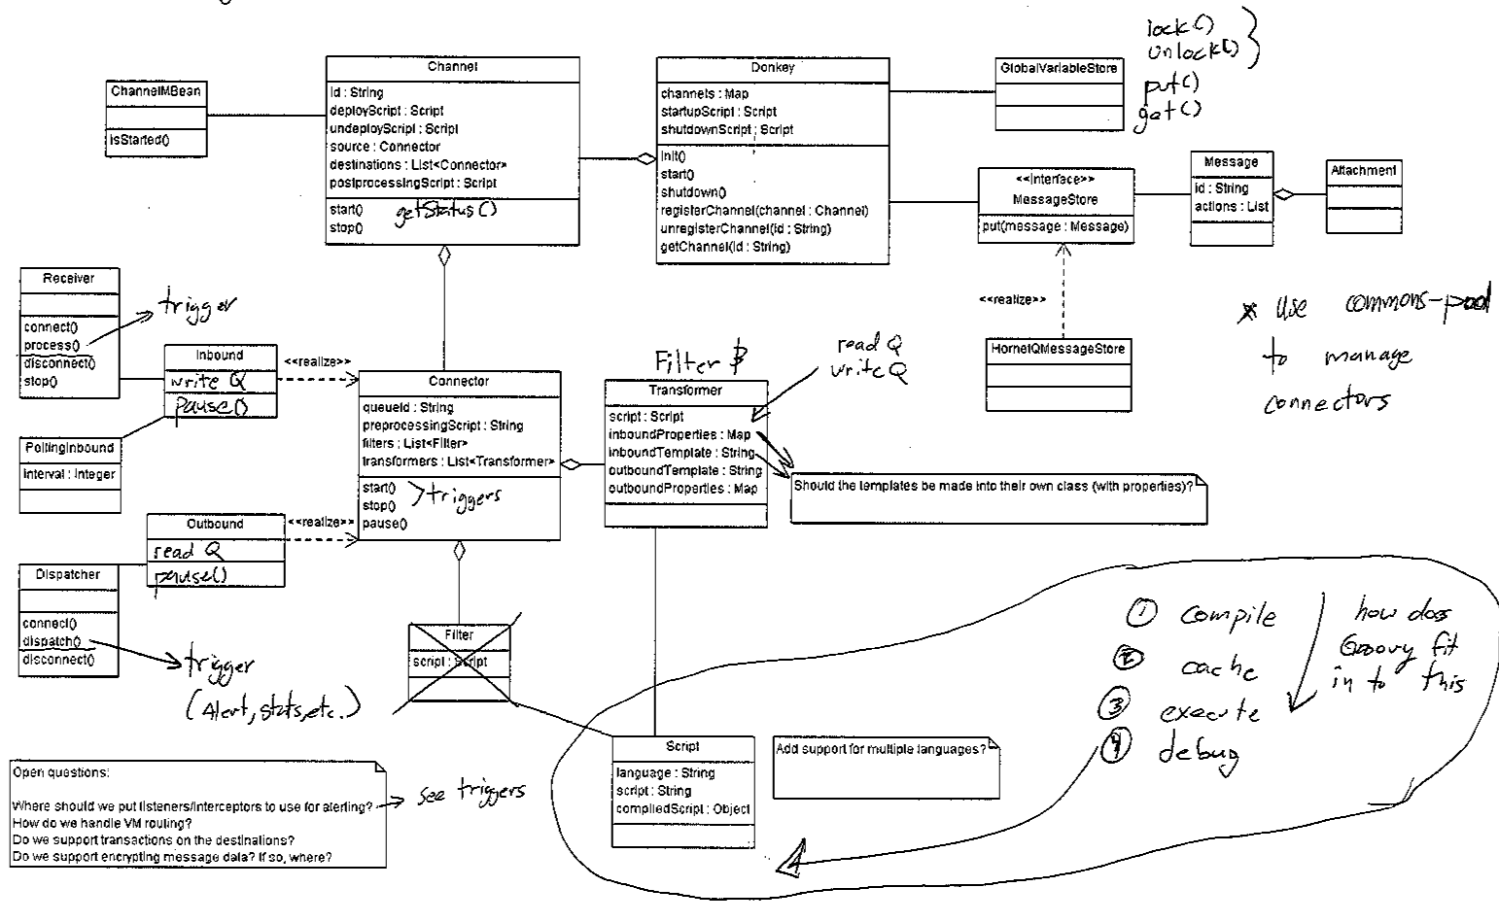 Channel
id : String
deployScript : Script
undeployScript : Script
source : Connector
destinations : List<Connector>
postprocessingScript : Script
start()
stop()
getStatus()
ChannelMBean
isStarted()
Donkey
channels : Map
startupScript : Script
shutdownScript : Script
init()
start()
shutdown()
registerChannel(channel : Channel)
unregisterChannel(id : String)
getChannel(id : String)
GlobalVariableStore
lock()
unlock()
put()
get()
<<interface>>
MessageStore
put(message : Message)
Message
id : String
actions : List
Attachment
<<realize>>
HornetQMessageStore
* use commons-pool
to manage
connectors
Receiver
connect()
process()
disconnect()
stop()
trigger
Inbound
write Q
pause()
<<realize>>
PollingInbound
interval : Integer
Connector
queueId : String
preprocessingScript : String
filters : List<Filter>
transformers : List<Transformer>
start()
stop()
pause()
triggers
Filter &
Transformer
script : Script
inboundProperties : Map
inboundTemplate : String
outboundTemplate : String
outboundProperties : Map
read Q
write Q
Should the templates be made into their own class (with properties)?
Outbound
read Q
pause()
<<realize>>
Dispatcher
connect()
dispatch()
disconnect()
trigger
(Alert, stats, etc.)
Filter
script : Script
Script
language : String
script : String
compiledScript : Object
Add support for multiple languages?
1 compile
2 cache
3 execute
4 debug
how does
Groovy fit
in to this
Open questions:
Where should we put listeners/interceptors to use for alerting?
How do we handle VM routing?
Do we support transactions on the destinations?
Do we support encrypting message data? If so, where?
see triggers